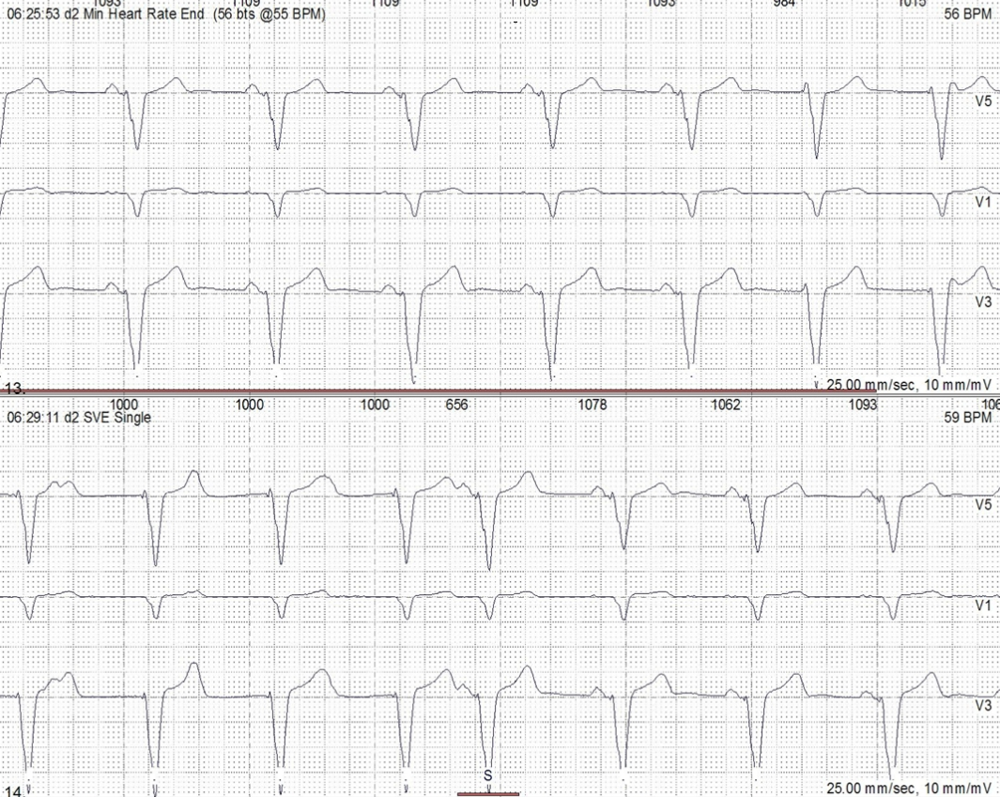 1093 1109 1109 1109 1093 984 1015
06:25:53 d2 Min Heart Rate End (56 bts @55 BPM) 56 BPM
V5
V1
V3
13. 25.00 mm/sec, 10 mm/mV
1000 1000 1000 656 1078 1062 1093
06:29:11 d2 SVE Single 59 BPM
V5
V1
V3
S
14. 25.00 mm/sec, 10 mm/mV